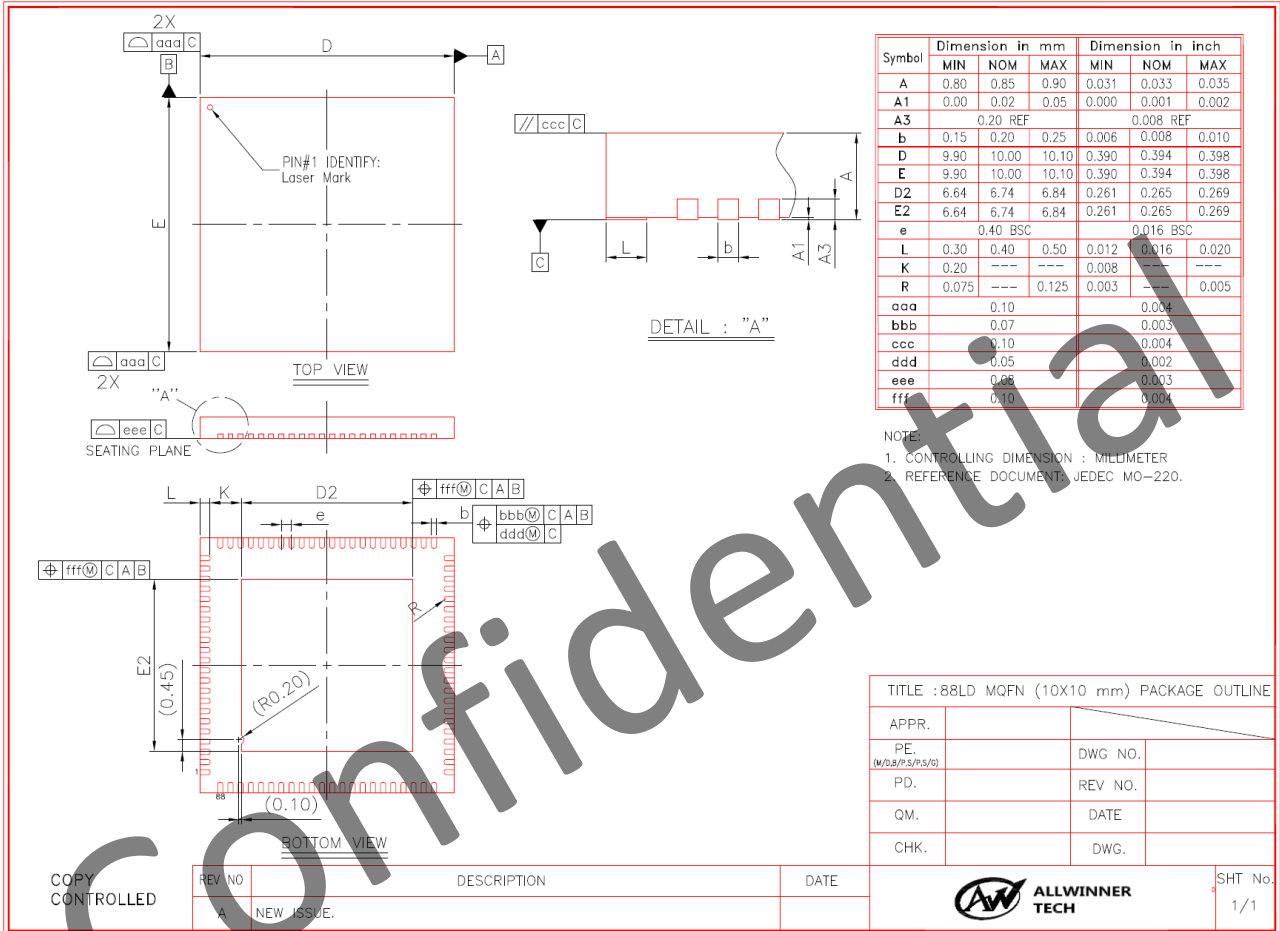 2X
aaa C
B
D
A
PIN#1 IDENTIFY:
Laser Mark
E
aaa C
2X
TOP VIEW
"A"
eee C
SEATING PLANE
// ccc C
A
C
L
b
A1
A3
DETAIL : "A"
Symbol Dimension in mm Dimension in inch
MIN NOM MAX MIN NOM MAX
A 0.80 0.85 0.90 0.031 0.033 0.035
A1 0.00 0.02 0.05 0.000 0.001 0.002
A3 0.20 REF 0.008 REF
b 0.15 0.20 0.25 0.006 0.008 0.010
D 9.90 10.00 10.10 0.390 0.394 0.398
E 9.90 10.00 10.10 0.390 0.394 0.398
D2 6.64 6.74 6.84 0.261 0.265 0.269
E2 6.64 6.74 6.84 0.261 0.265 0.269
e 0.40 BSC 0.016 BSC
L 0.30 0.40 0.50 0.012 0.016 0.020
K 0.20 --- --- 0.008 --- ---
R 0.075 --- 0.125 0.003 --- 0.005
aaa 0.10 0.004
bbb 0.07 0.003
ccc 0.10 0.004
ddd 0.05 0.002
eee 0.08 0.003
fff 0.10 0.004
NOTE:
1. CONTROLLING DIMENSION : MILLIMETER
2. REFERENCE DOCUMENT: JEDEC MO-220.
L K D2
⌖ fffⓂ C A B
e
b
⌖ bbbⓂ C A B
dddⓂ C
⌖ fffⓂ C A B
R
E2
(0.45)
(R0.20)
1
88
(0.10)
BOTTOM VIEW
Confidential
TITLE :88LD MQFN (10X10 mm) PACKAGE OUTLINE
APPR.
PE.
(M/D,B/P,S/P,S/G)
DWG NO.
PD.
REV NO.
QM.
DATE
CHK.
DWG.
COPY
CONTROLLED
REV NO DESCRIPTION DATE
A NEW ISSUE.
ALLWINNER
TECH
SHT No.
1/1